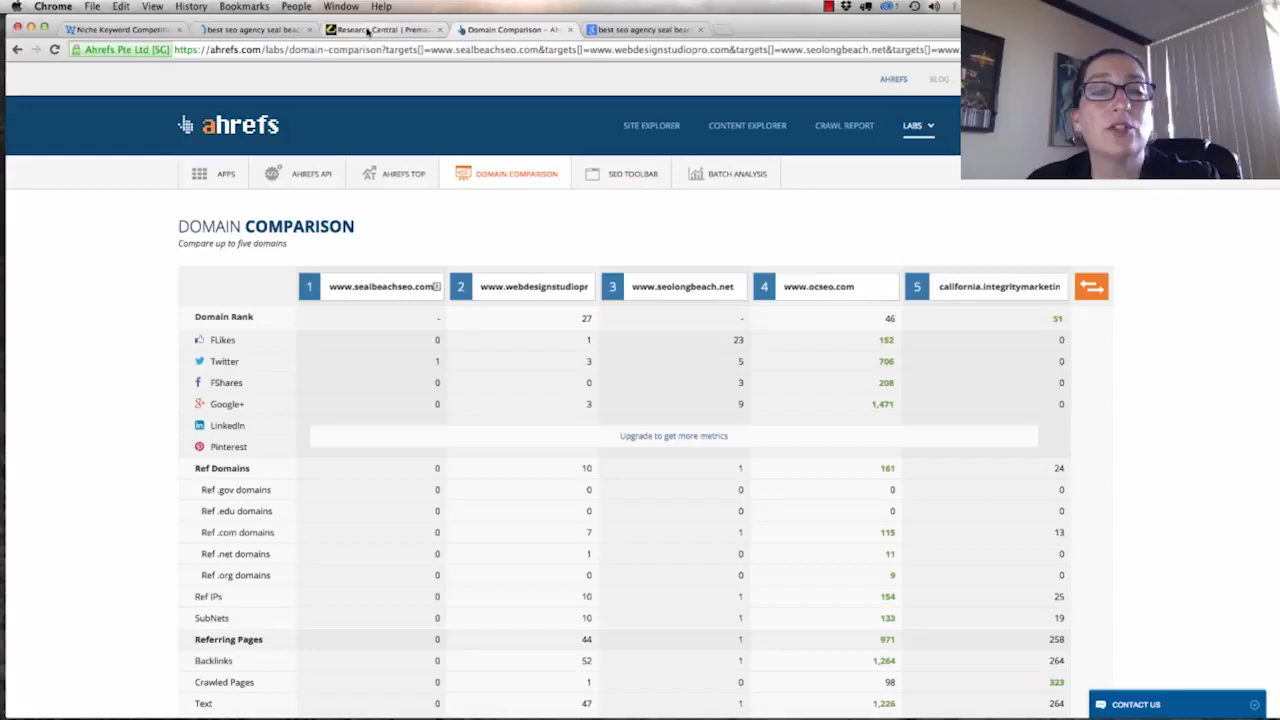 Chrome File Edit View History Bookmarks People Window Help
Niche Keyword Competiti
best seo agency seal beac
Research Central | Prema
Domain Comparison – Ah
best seo agency seal beac
Ahrefs Pte Ltd [SG] https://ahrefs.com/labs/domain-comparison?targets[]=www.sealbeachseo.com&targets[]=www.webdesignstudiopro.com&targets[]=www.seolongbeach.net&targets[]=www
AHREFS BLOG
ahrefs SITE EXPLORER CONTENT EXPLORER CRAWL REPORT LABS
APPS AHREFS API AHREFS TOP DOMAIN COMPARISON SEO TOOLBAR BATCH ANALYSIS
DOMAIN COMPARISON
Compare up to five domains
1 www.sealbeachseo.com 2 www.webdesignstudiopr 3 www.seolongbeach.net 4 www.ocseo.com 5 california.integritymarketin
Domain Rank - 27 - 46 51
FLikes 0 1 23 152 0
Twitter 1 3 5 706 0
FShares 0 0 3 208 0
Google+ 0 3 9 1,471 0
LinkedIn
Upgrade to get more metrics
Pinterest
Ref Domains 0 10 1 161 24
Ref .gov domains 0 0 0 0 0
Ref .edu domains 0 0 0 0 0
Ref .com domains 0 7 1 115 13
Ref .net domains 0 1 0 11 0
Ref .org domains 0 0 0 9 0
Ref IPs 0 10 1 154 25
SubNets 0 10 1 133 19
Referring Pages 0 44 1 971 258
Backlinks 0 52 1 1,264 264
Crawled Pages 0 1 0 98 323
Text 0 47 1 1,226 264
CONTACT US